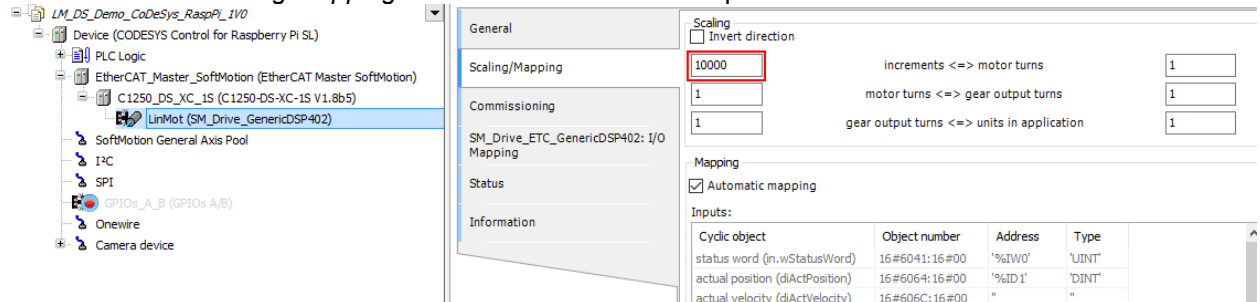 LM_DS_Demo_CoDeSys_RaspPi_1V0
Device (CODESYS Control for Raspberry Pi SL)
PLC Logic
EtherCAT_Master_SoftMotion (EtherCAT Master SoftMotion)
C1250_DS_XC_1S (C1250-DS-XC-1S V1.8b5)
LinMot (SM_Drive_GenericDSP402)
SoftMotion General Axis Pool
I²C
SPI
GPIOs_A_B (GPIOs A/B)
Onewire
Camera device
General
Scaling/Mapping
Commissioning
SM_Drive_ETC_GenericDSP402: I/O
Mapping
Status
Information
Scaling
Invert direction
10000 increments <=> motor turns 1
1 motor turns <=> gear output turns 1
1 gear output turns <=> units in application 1
Mapping
Automatic mapping
Inputs:
Cyclic object Object number Address Type
status word (in.wStatusWord) 16#6041:16#00 '%IW0' 'UINT'
actual position (diActPosition) 16#6064:16#00 '%ID1' 'DINT'
actual velocity (diActVelocity) 16#606C:16#00 '' ''